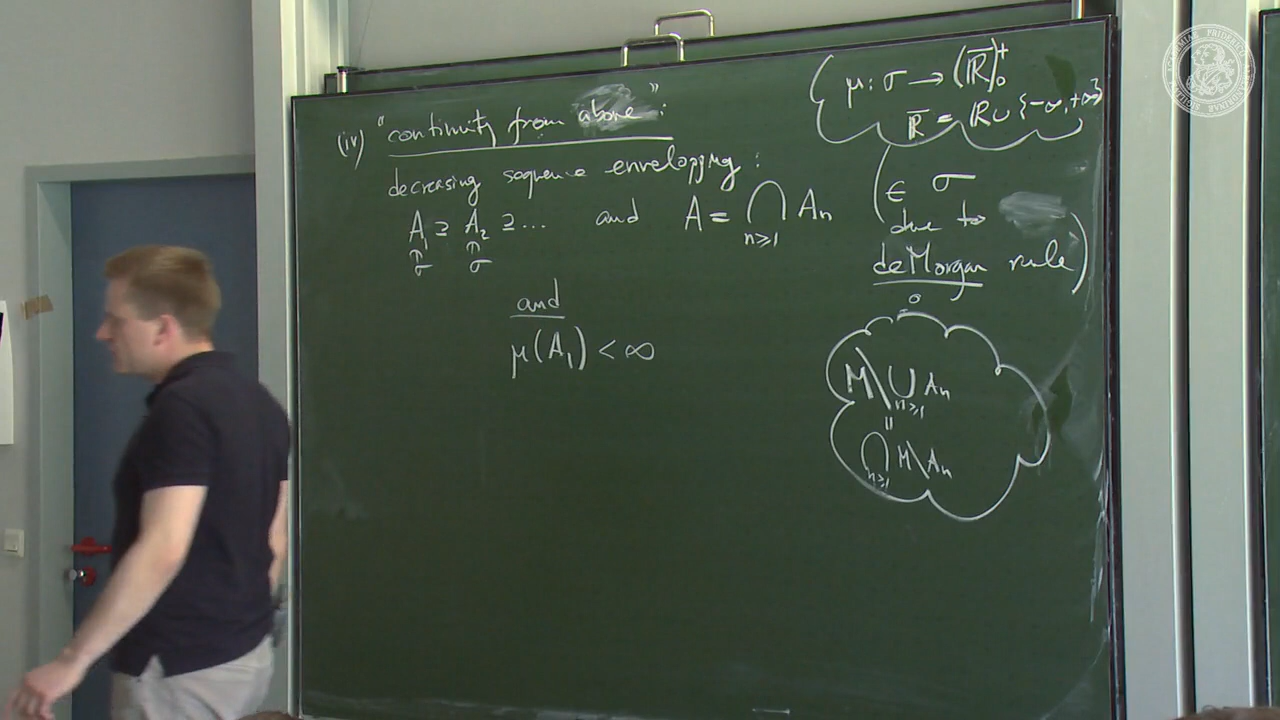 (iv) "continuity from above":
decreasing sequence envelopping:
A₁ ⊇ A₂ ⊇ ... and A = ⋂ Aₙ
n≥1
σ σ
and
μ(A₁) < ∞
μ: σ → (ℝ̄)₀⁺
ℝ̄ = ℝ ∪ {-∞, +∞}
(∈ σ
due to
deMorgan rule)
M\⋃ Aₙ
n≥1
=
⋂ M\Aₙ
n≥1